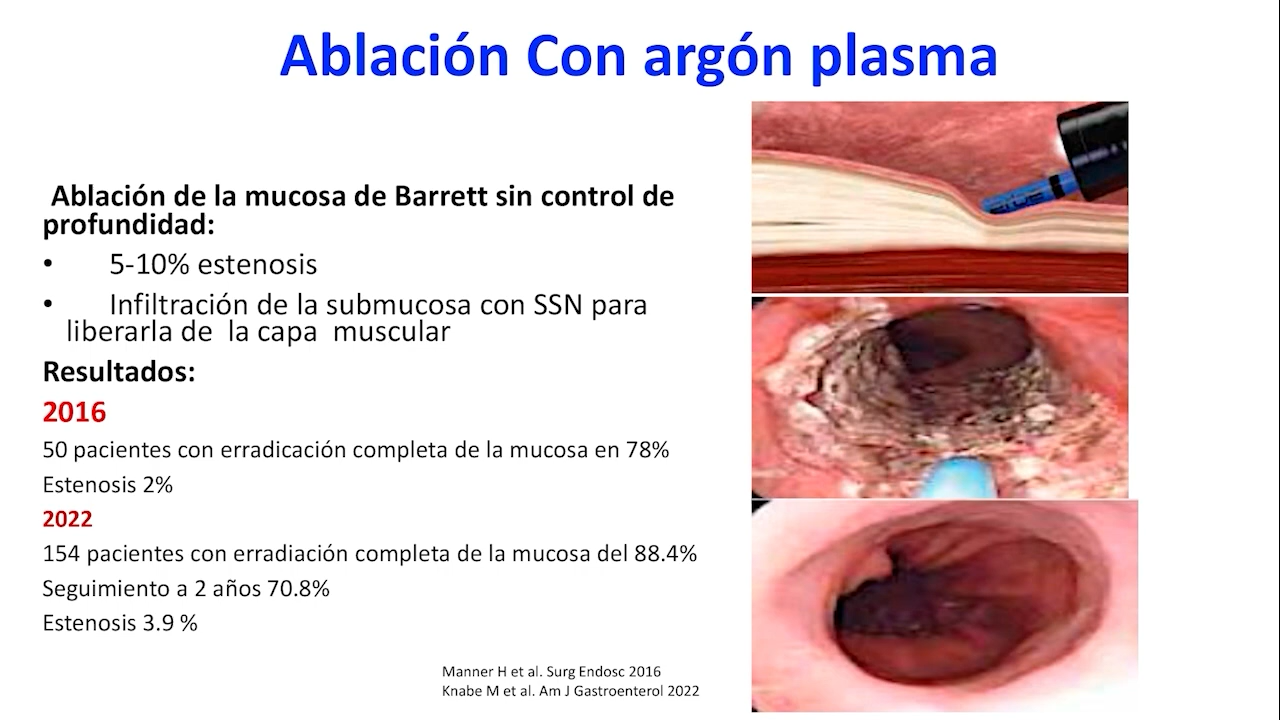 Ablación Con argón plasma
Ablación de la mucosa de Barrett sin control de
profundidad:
• 5-10% estenosis
• Infiltración de la submucosa con SSN para
liberarla de la capa muscular
Resultados:
2016
50 pacientes con erradicación completa de la mucosa en 78%
Estenosis 2%
2022
154 pacientes con erradiación completa de la mucosa del 88.4%
Seguimiento a 2 años 70.8%
Estenosis 3.9 %
Manner H et al. Surg Endosc 2016
Knabe M et al. Am J Gastroenterol 2022